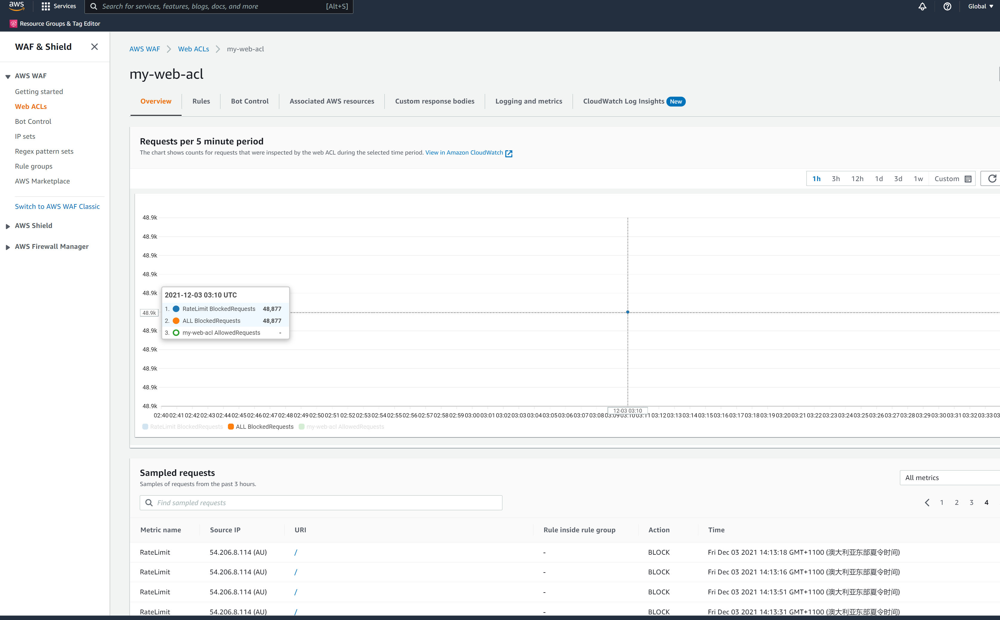 aws Services Search for services, features, blogs, docs, and more [Alt+S] Global
Resource Groups & Tag Editor
WAF & Shield
AWS WAF
Getting started
Web ACLs
Bot Control
IP sets
Regex pattern sets
Rule groups
AWS Marketplace
Switch to AWS WAF Classic
AWS Shield
AWS Firewall Manager
AWS WAF Web ACLs my-web-acl
my-web-acl
Overview Rules Bot Control Associated AWS resources Custom response bodies Logging and metrics CloudWatch Log Insights New
Requests per 5 minute period
The chart shows counts for requests that were inspected by the web ACL during the selected time period. View in Amazon CloudWatch
1h 3h 12h 1d 3d 1w Custom
48.9k
48.9k
48.9k
48.9k
48.9k
2021-12-03 03:10 UTC
1. RateLimit BlockedRequests 48,877
48.9k
2. ALL BlockedRequests 48,877
3. my-web-acl AllowedRequests -
48.9k
48.9k
48.9k
48.9k
48.9k
12-03 03:10
02:40 02:41 02:42 02:43 02:44 02:45 02:46 02:47 02:48 02:49 02:50 02:51 02:52 02:53 02:54 02:55 02:56 02:57 02:58 02:59 03:00 03:01 03:02 03:03 03:04 03:05 03:06 03:07 03:08 03:09 03:10 03:11 03:12 03:13 03:14 03:15 03:16 03:17 03:18 03:19 03:20 03:21 03:22 03:23 03:24 03:25 03:26 03:27 03:28 03:29 03:30 03:31 03:32 03:33 03
RateLimit BlockedRequests ALL BlockedRequests my-web-acl AllowedRequests
Sampled requests
Samples of requests from the past 3 hours.
All metrics
Find sampled requests
1 2 3 4
Metric name Source IP URI Rule inside rule group Action Time
RateLimit 54.206.8.114 (AU) / - BLOCK Fri Dec 03 2021 14:13:18 GMT+1100 (澳大利亚东部夏令时间)
RateLimit 54.206.8.114 (AU) / - BLOCK Fri Dec 03 2021 14:13:16 GMT+1100 (澳大利亚东部夏令时间)
RateLimit 54.206.8.114 (AU) / - BLOCK Fri Dec 03 2021 14:13:51 GMT+1100 (澳大利亚东部夏令时间)
RateLimit 54.206.8.114 (AU) / - BLOCK Fri Dec 03 2021 14:13:31 GMT+1100 (澳大利亚东部夏令时间)